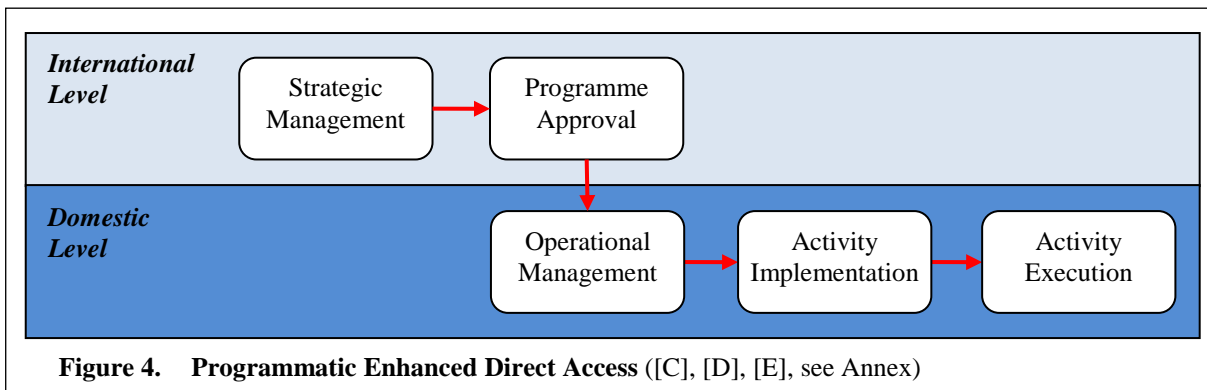 International
Level
Strategic
Management
Programme
Approval
Domestic
Level
Operational
Management
Activity
Implementation
Activity
Execution
Figure 4. Programmatic Enhanced Direct Access ([C], [D], [E], see Annex)